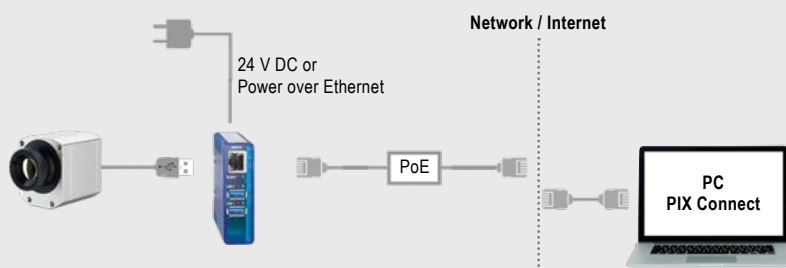 Network / Internet
24 V DC or
Power over Ethernet
PoE
PC
PIX Connect